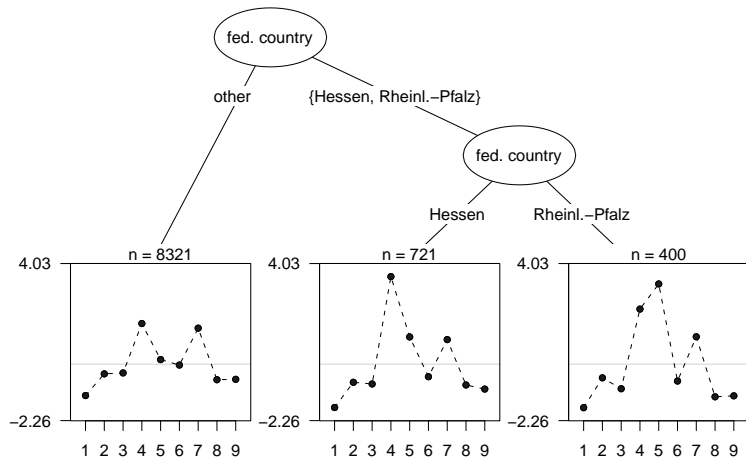 fed. country
other
{Hessen, Rheinl.−Pfalz}
fed. country
Hessen
Rheinl.−Pfalz
n = 8321
n = 721
n = 400
4.03
4.03
4.03
−2.26
−2.26
−2.26
1 2 3 4 5 6 7 8 9
1 2 3 4 5 6 7 8 9
1 2 3 4 5 6 7 8 9